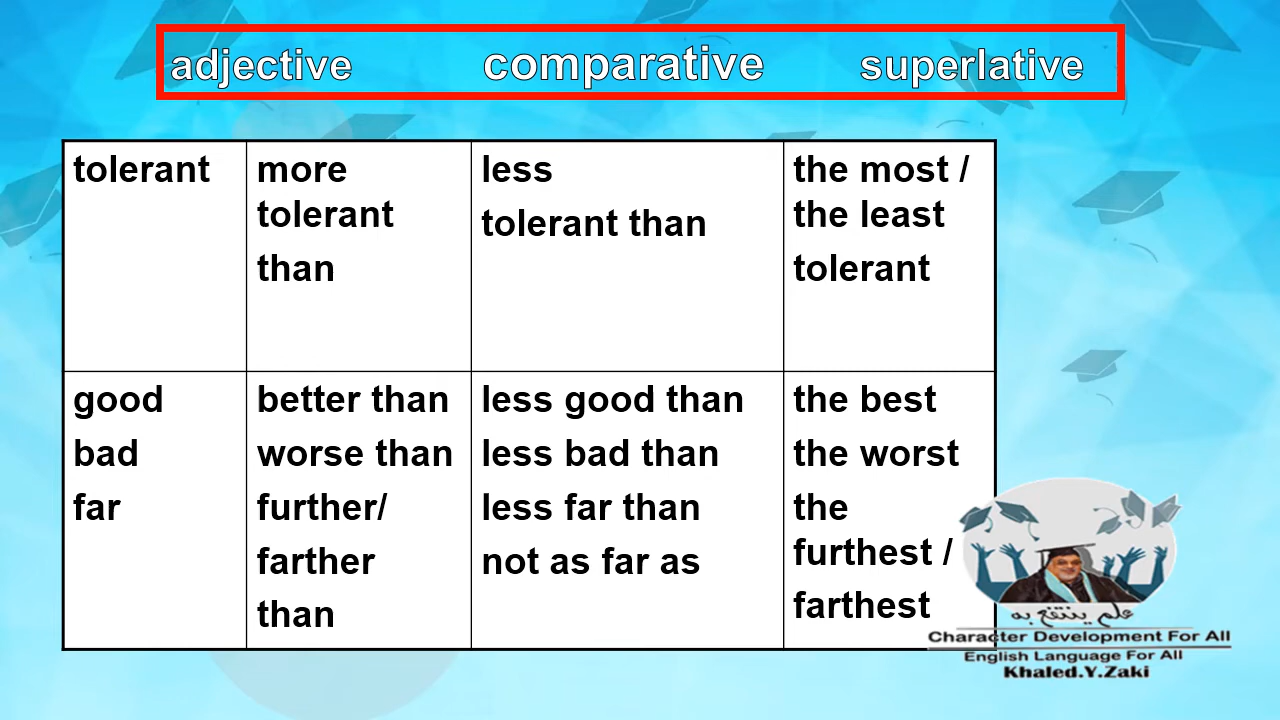 adjective comparative superlative
tolerant
more
tolerant
than
less
tolerant than
the most /
the least
tolerant
good
bad
far
better than
worse than
further/
farther
than
less good than
less bad than
less far than
not as far as
the best
the worst
the
furthest /
farthest
علم ينتفع به
Character Development For All
English Language For All
Khaled.Y.Zaki